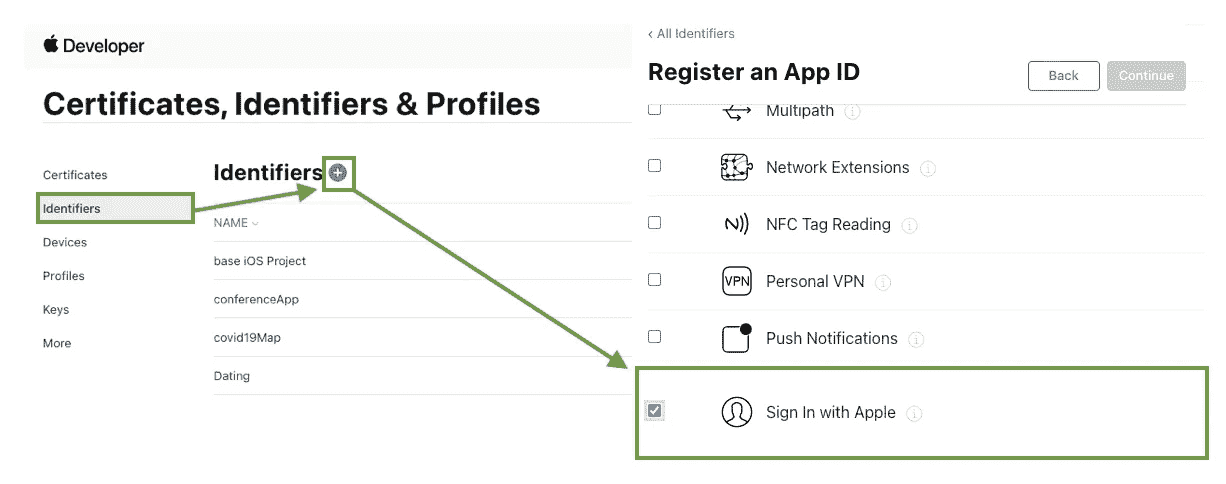 Developer
Certificates, Identifiers & Profiles
Certificates
Identifiers
Devices
Profiles
Keys
More
Identifiers
NAME
base iOS Project
conferenceApp
covid19Map
Dating
‹ All Identifiers
Register an App ID
Back
Continue
Multipath
Network Extensions
NFC Tag Reading
VPN
Personal VPN
Push Notifications
Sign In with Apple